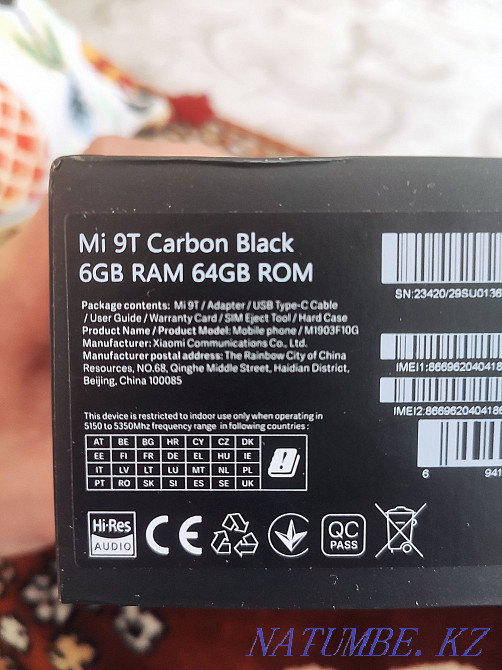 Mi 9T Carbon Black
6GB RAM 64GB ROM
Package contents: Mi 9T / Adapter / USB Type-C Cable
/ User Guide / Warranty Card / SIM Eject Tool / Hard Case
Product Name / Product Model: Mobile phone / M1903F10G
Manufacturer: Xiaomi Communications Co., Ltd.
Manufacturer postal address: The Rainbow City of China
Resources, NO.68, Qinghe Middle Street, Haidian District,
Beijing, China 100085
SN:23420/29SU0136
IMEI1:866962040418
IMEI2:866962040418
6 941
This device is restricted to indoor use only when operating in
5150 to 5350Mhz frequency range in following countries :
AT BE BG HR CY CZ DK
EE FI FR DE EL HU IE
IT LV LT LU MT NL PL
PT RO SK SI ES SE UK
Hi-Res
AUDIO
CE
QC
PASS
NATUMBE.KZ